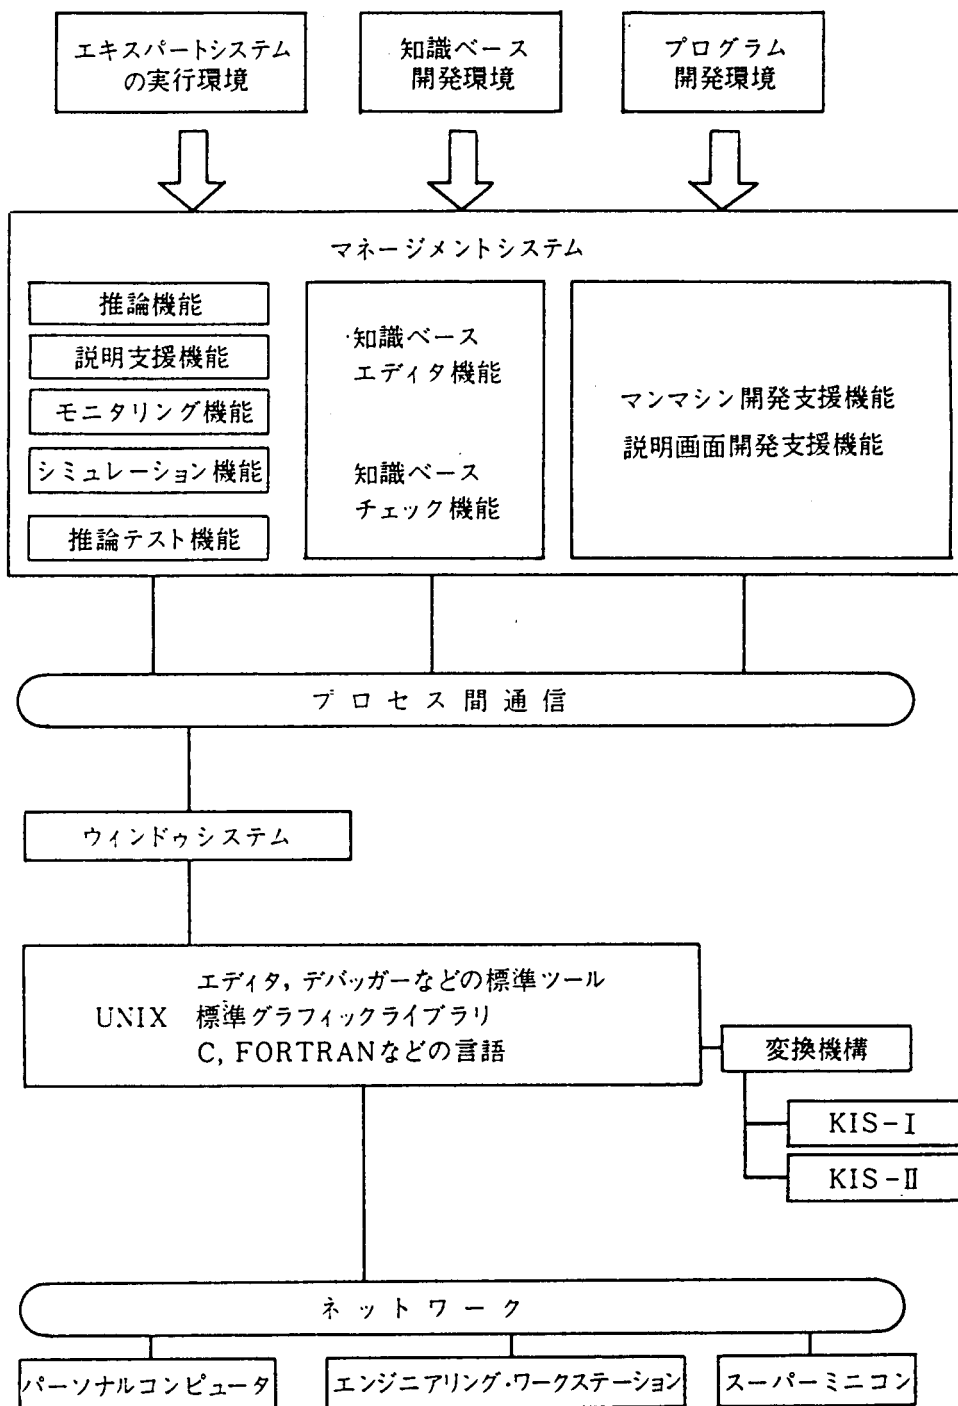 エキスパートシステム
の実行環境
知識ベース
開発環境
プログラム
開発環境
マネージメントシステム
推論機能
説明支援機能
モニタリング機能
シミュレーション機能
推論テスト機能
知識ベース
エディタ機能
知識ベース
チェック機能
マンマシン開発支援機能
説明画面開発支援機能
プロセス間通信
ウィンドゥシステム
エディタ, デバッガーなどの標準ツール
UNIX 標準グラフィックライブラリ
C, FORTRANなどの言語
変換機構
KIS-I
KIS-II
ネットワーク
パーソナルコンピュータ
エンジニアリング・ワークステーション
スーパーミニコン